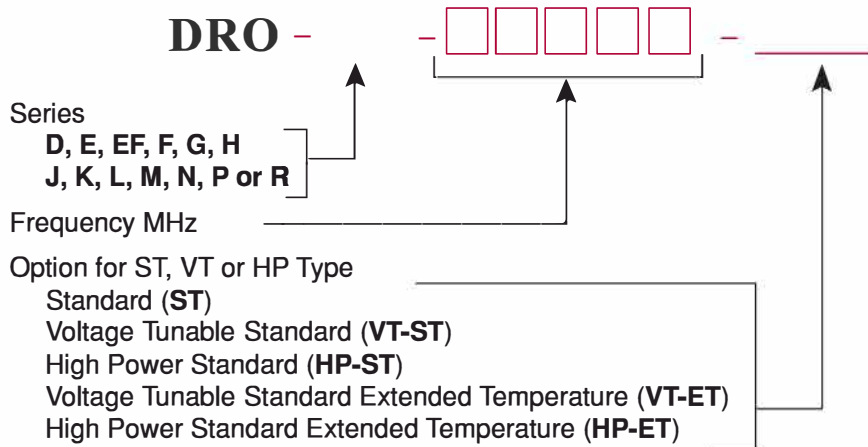 DRO - - -
Series
D, E, EF, F, G, H
J, K, L, M, N, P or R
Frequency MHz
Option for ST, VT or HP Type
Standard (ST)
Voltage Tunable Standard (VT-ST)
High Power Standard (HP-ST)
Voltage Tunable Standard Extended Temperature (VT-ET)
High Power Standard Extended Temperature (HP-ET)